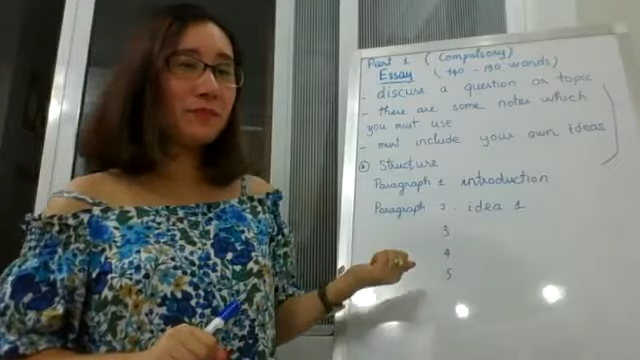 Part 1 (Compulsory)
Essay (140 - 190 words)
- discuss a question or topic
- there are some notes which
you must use
- must include your own ideas
* Structure
Paragraph 1 introduction
Paragraph 2 . idea 1
3
4
5